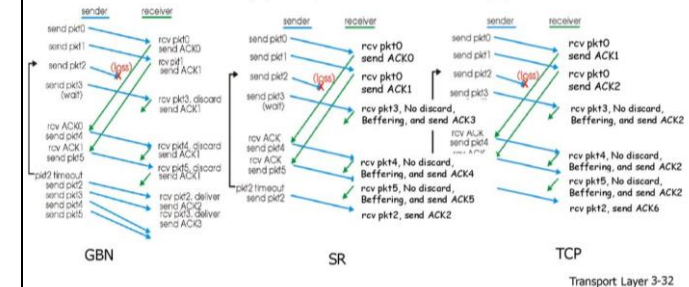 sender receiver
send pkt0
send pkt1
send pkt2
send pkt3
(wait)
(loss)
rcv pkt0
send ACK0
send ACK1
rcv pkt3, discard
send ACK1
rcv ACK0
send pkt4
rcv ACK1
send pkt5
rcv pkt4, discard
send ACK1
rcv pkt5, discard
send ACK1
pkt2 timeout
send pkt2
send pkt3
send pkt4
send pkt5
rcv pkt2, deliver
send ACK2
rcv pkt3, deliver
send ACK3
GBN
sender receiver
send pkt0
send pkt1
send pkt2
send pkt3
(wait)
(loss)
rcv pkt0
send ACK0
rcv pkt0
send ACK1
rcv pkt3, No discard,
Beffering, and send ACK3
rcv ACK
send pkt4
rcv ACK
send pkt5
rcv pkt4, No discard,
Beffering, and send ACK4
rcv pkt5, No discard,
Beffering, and send ACK5
pkt2 timeout
send pkt2
rcv pkt2, send ACK2
SR
sender receiver
send pkt0
send pkt1
send pkt2
send pkt3
(loss)
rcv pkt0
send ACK1
rcv pkt0
send ACK2
rcv pkt3, No discard,
Beffering, and send ACK2
rcv ACK
send pkt4
rcv pkt4, No discard,
Beffering, and send ACK2
rcv pkt5, No discard,
Beffering, and send ACK2
rcv pkt2, send ACK6
TCP
Transport Layer 3-32